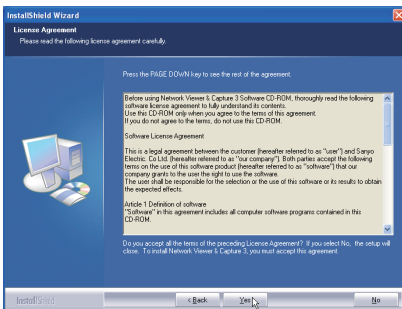 InstallShield Wizard
License Agreement
Please read the following license agreement carefully.
Press the PAGE DOWN key to see the rest of the agreement.
Before using Network Viewer & Capture 3 Software CD-ROM, thoroughly read the following
software license agreement to fully understand its contents.
Use this CD-ROM only when you agree to the terms of this agreement.
If you do not agree to the terms, do not use this CD-ROM.
Software License Agreement
This is a legal agreement between the customer (hereafter referred to as "user") and Sanyo
Electric. Co Ltd. (hereafter referred to as "our company"). Both parties accept the following
terms on the use of this software product (hereafter referred to as "software") that our
company grants to the user the right to use the software.
The user shall be responsible for the selection or the use of this software or its results to obtain
the expected effects.
Article 1 Definition of software
"Software" in this agreement includes all computer software programs contained in this
CD-ROM.
Do you accept all the terms of the preceding License Agreement? If you select No, the setup will
close. To install Network Viewer & Capture 3, you must accept this agreement.
InstallShield
< Back
Yes
No